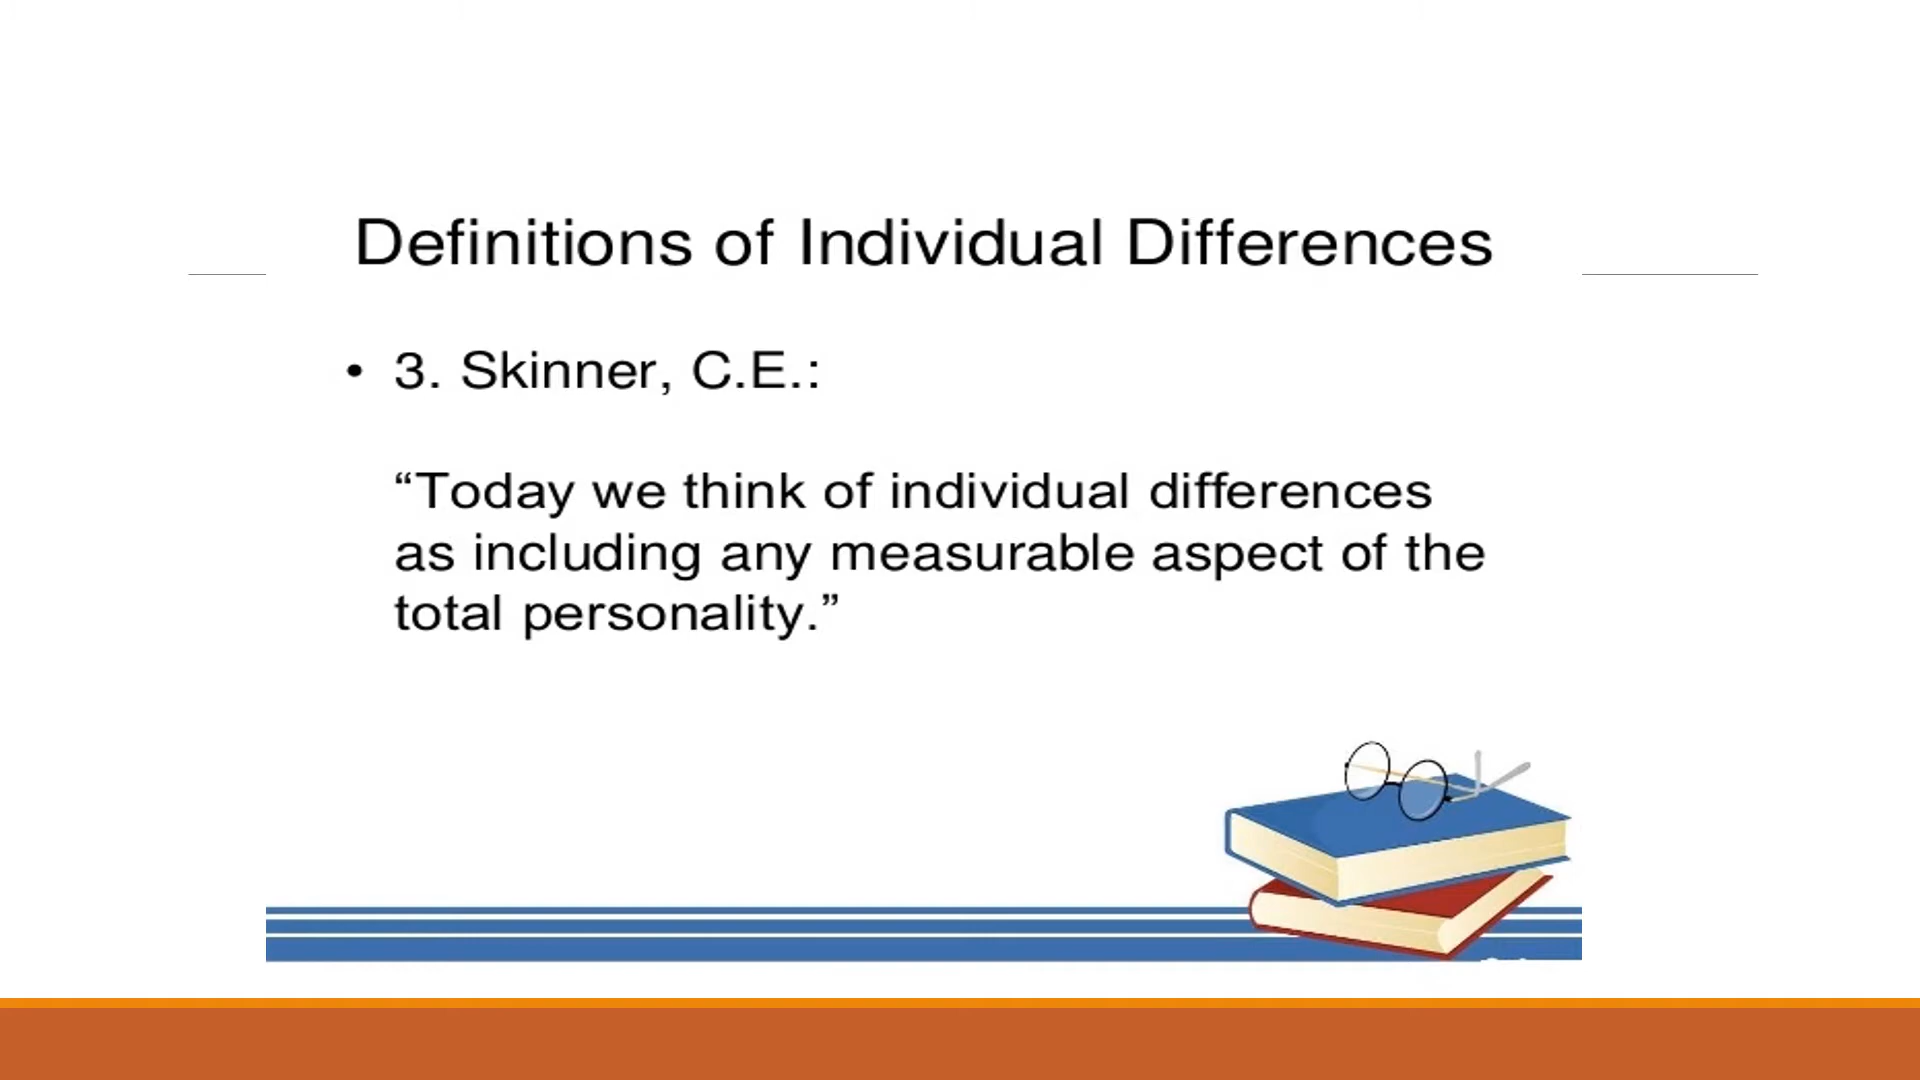 Definitions of Individual Differences
• 3. Skinner, C.E.:
“Today we think of individual differences
as including any measurable aspect of the
total personality.”